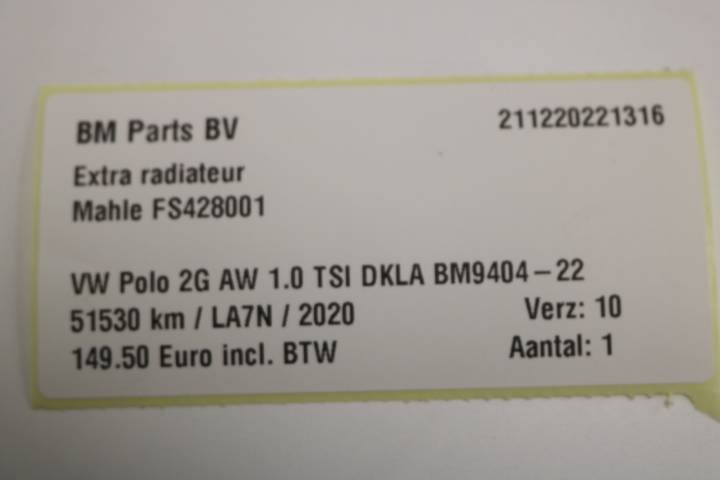 BM Parts BV 211220221316
Extra radiateur
Mahle FS428001
VW Polo 2G AW 1.0 TSI DKLA BM9404-22
51530 km / LA7N / 2020 Verz: 10
149.50 Euro incl. BTW Aantal: 1